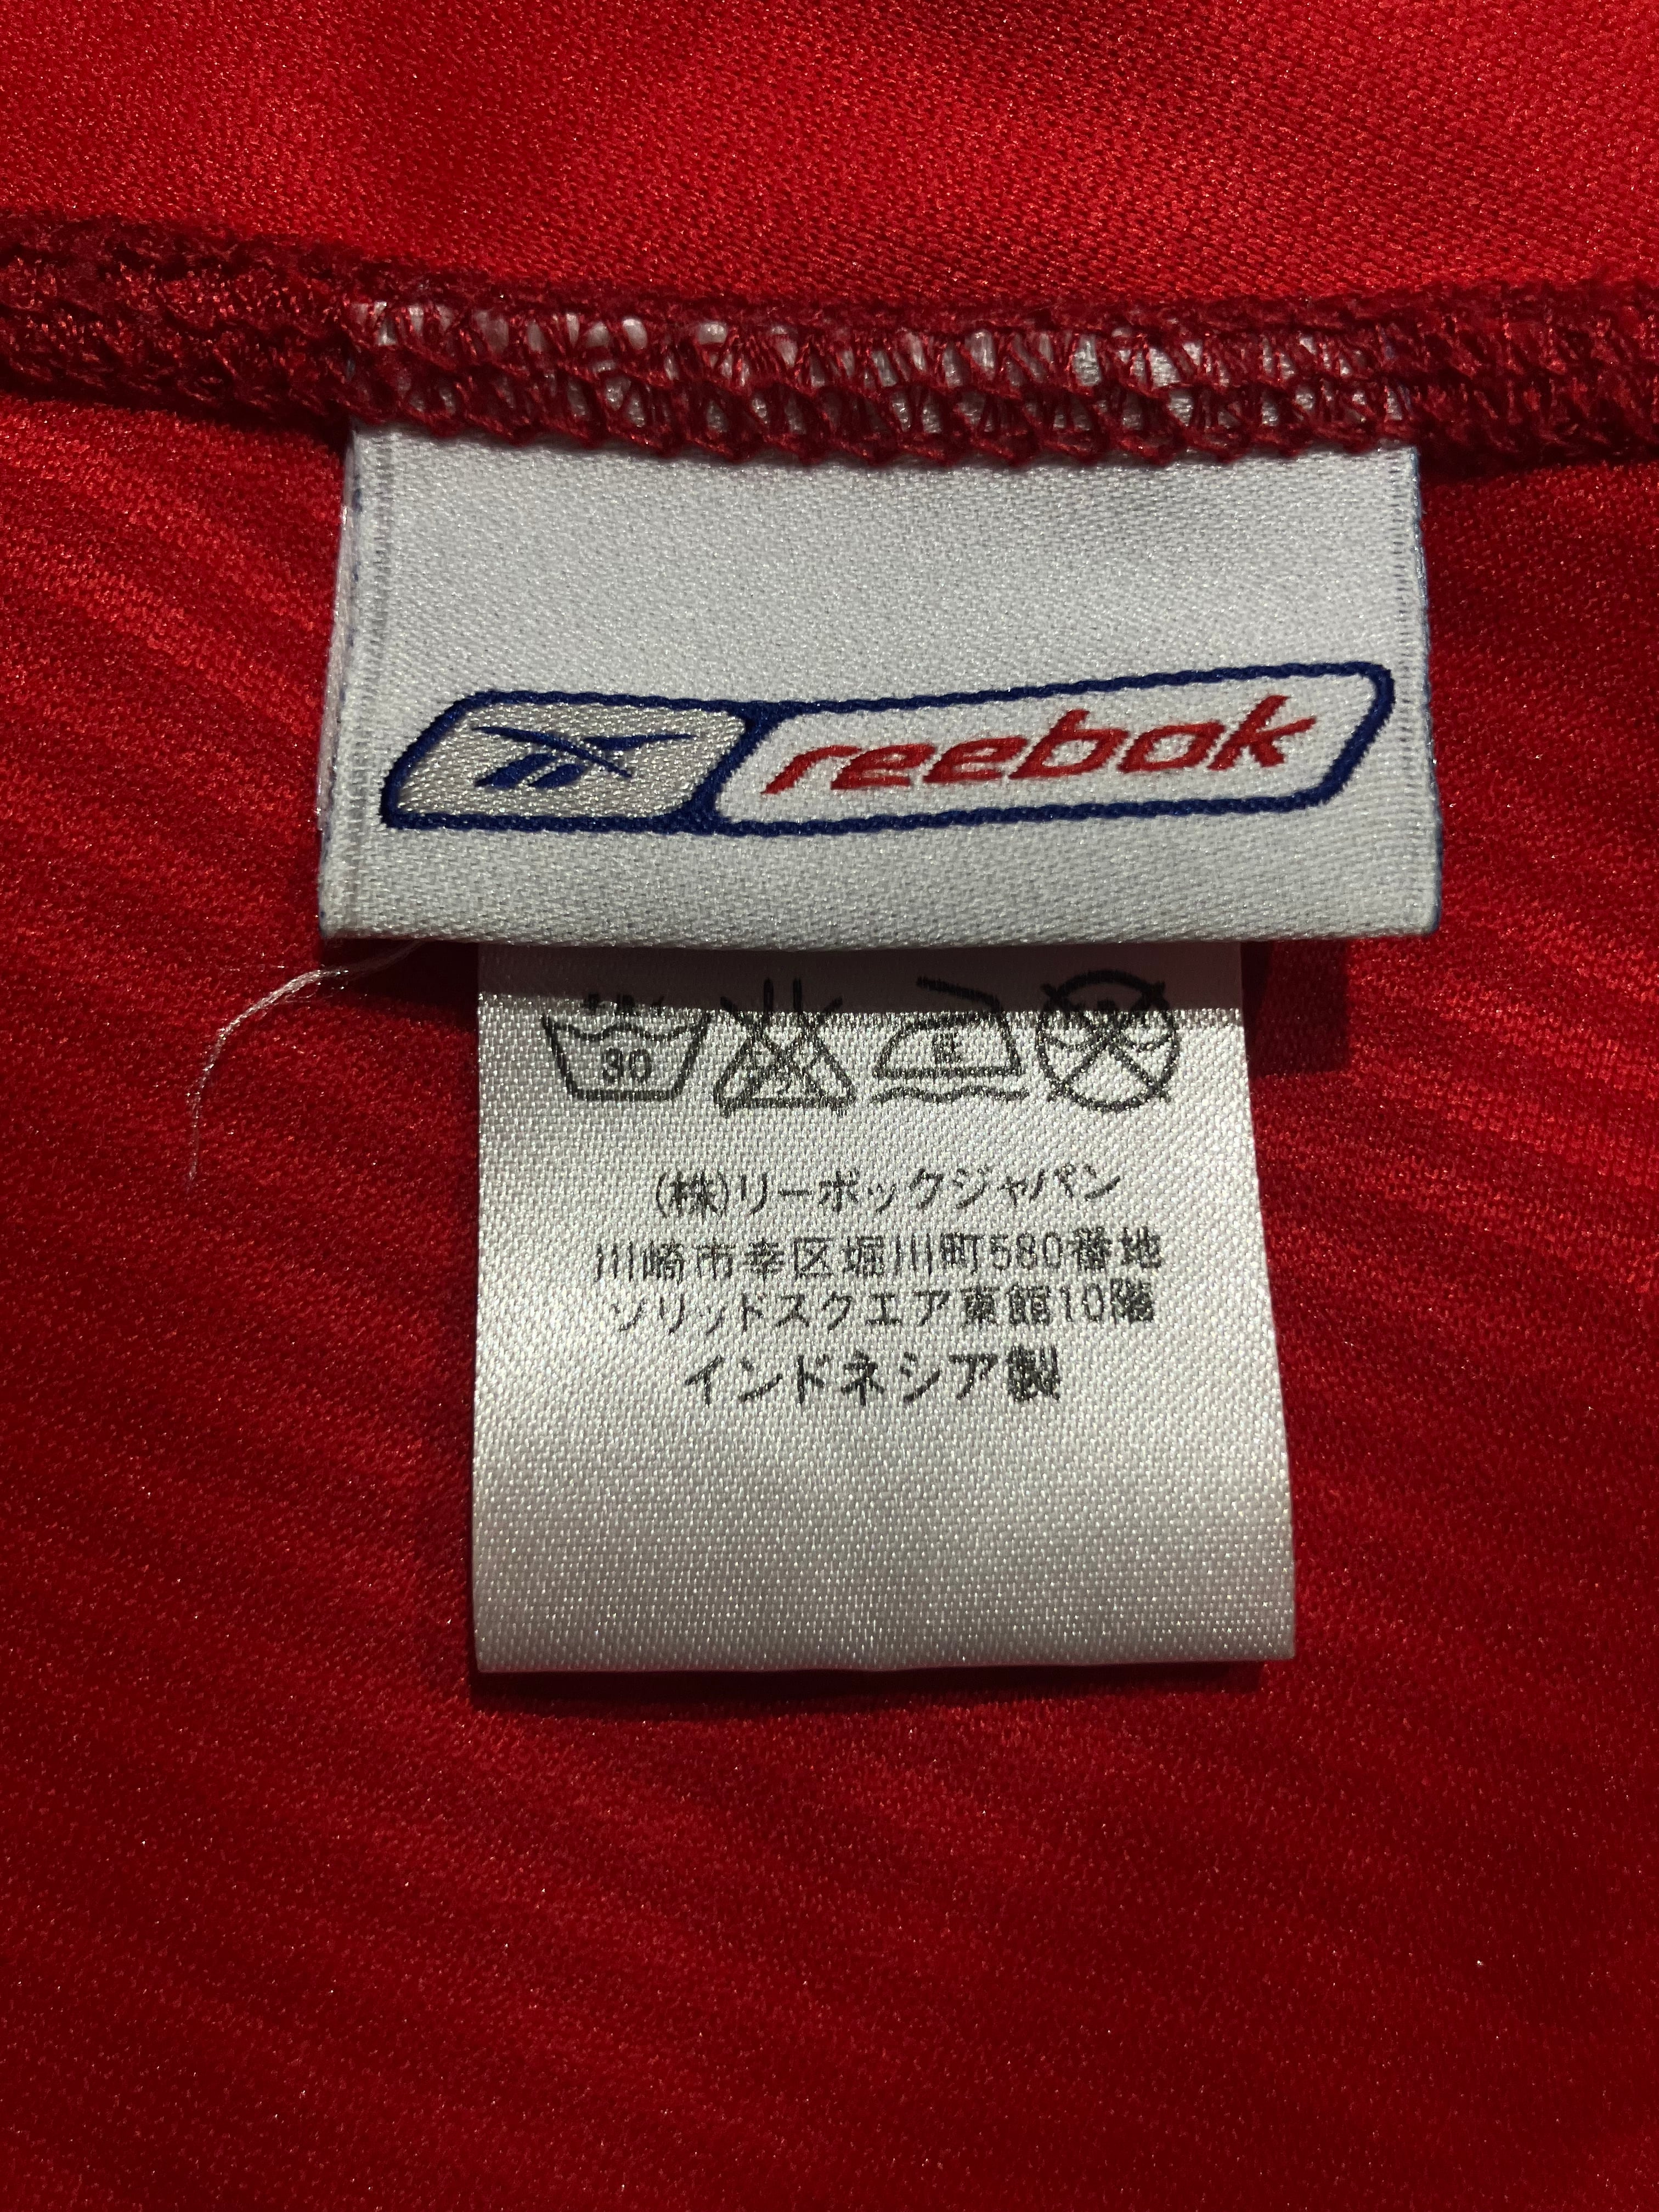 reebok
30
(株)リーボックジャパン
川崎市幸区堀川町580番地
ソリッドスクエア東館10階
インドネシア製